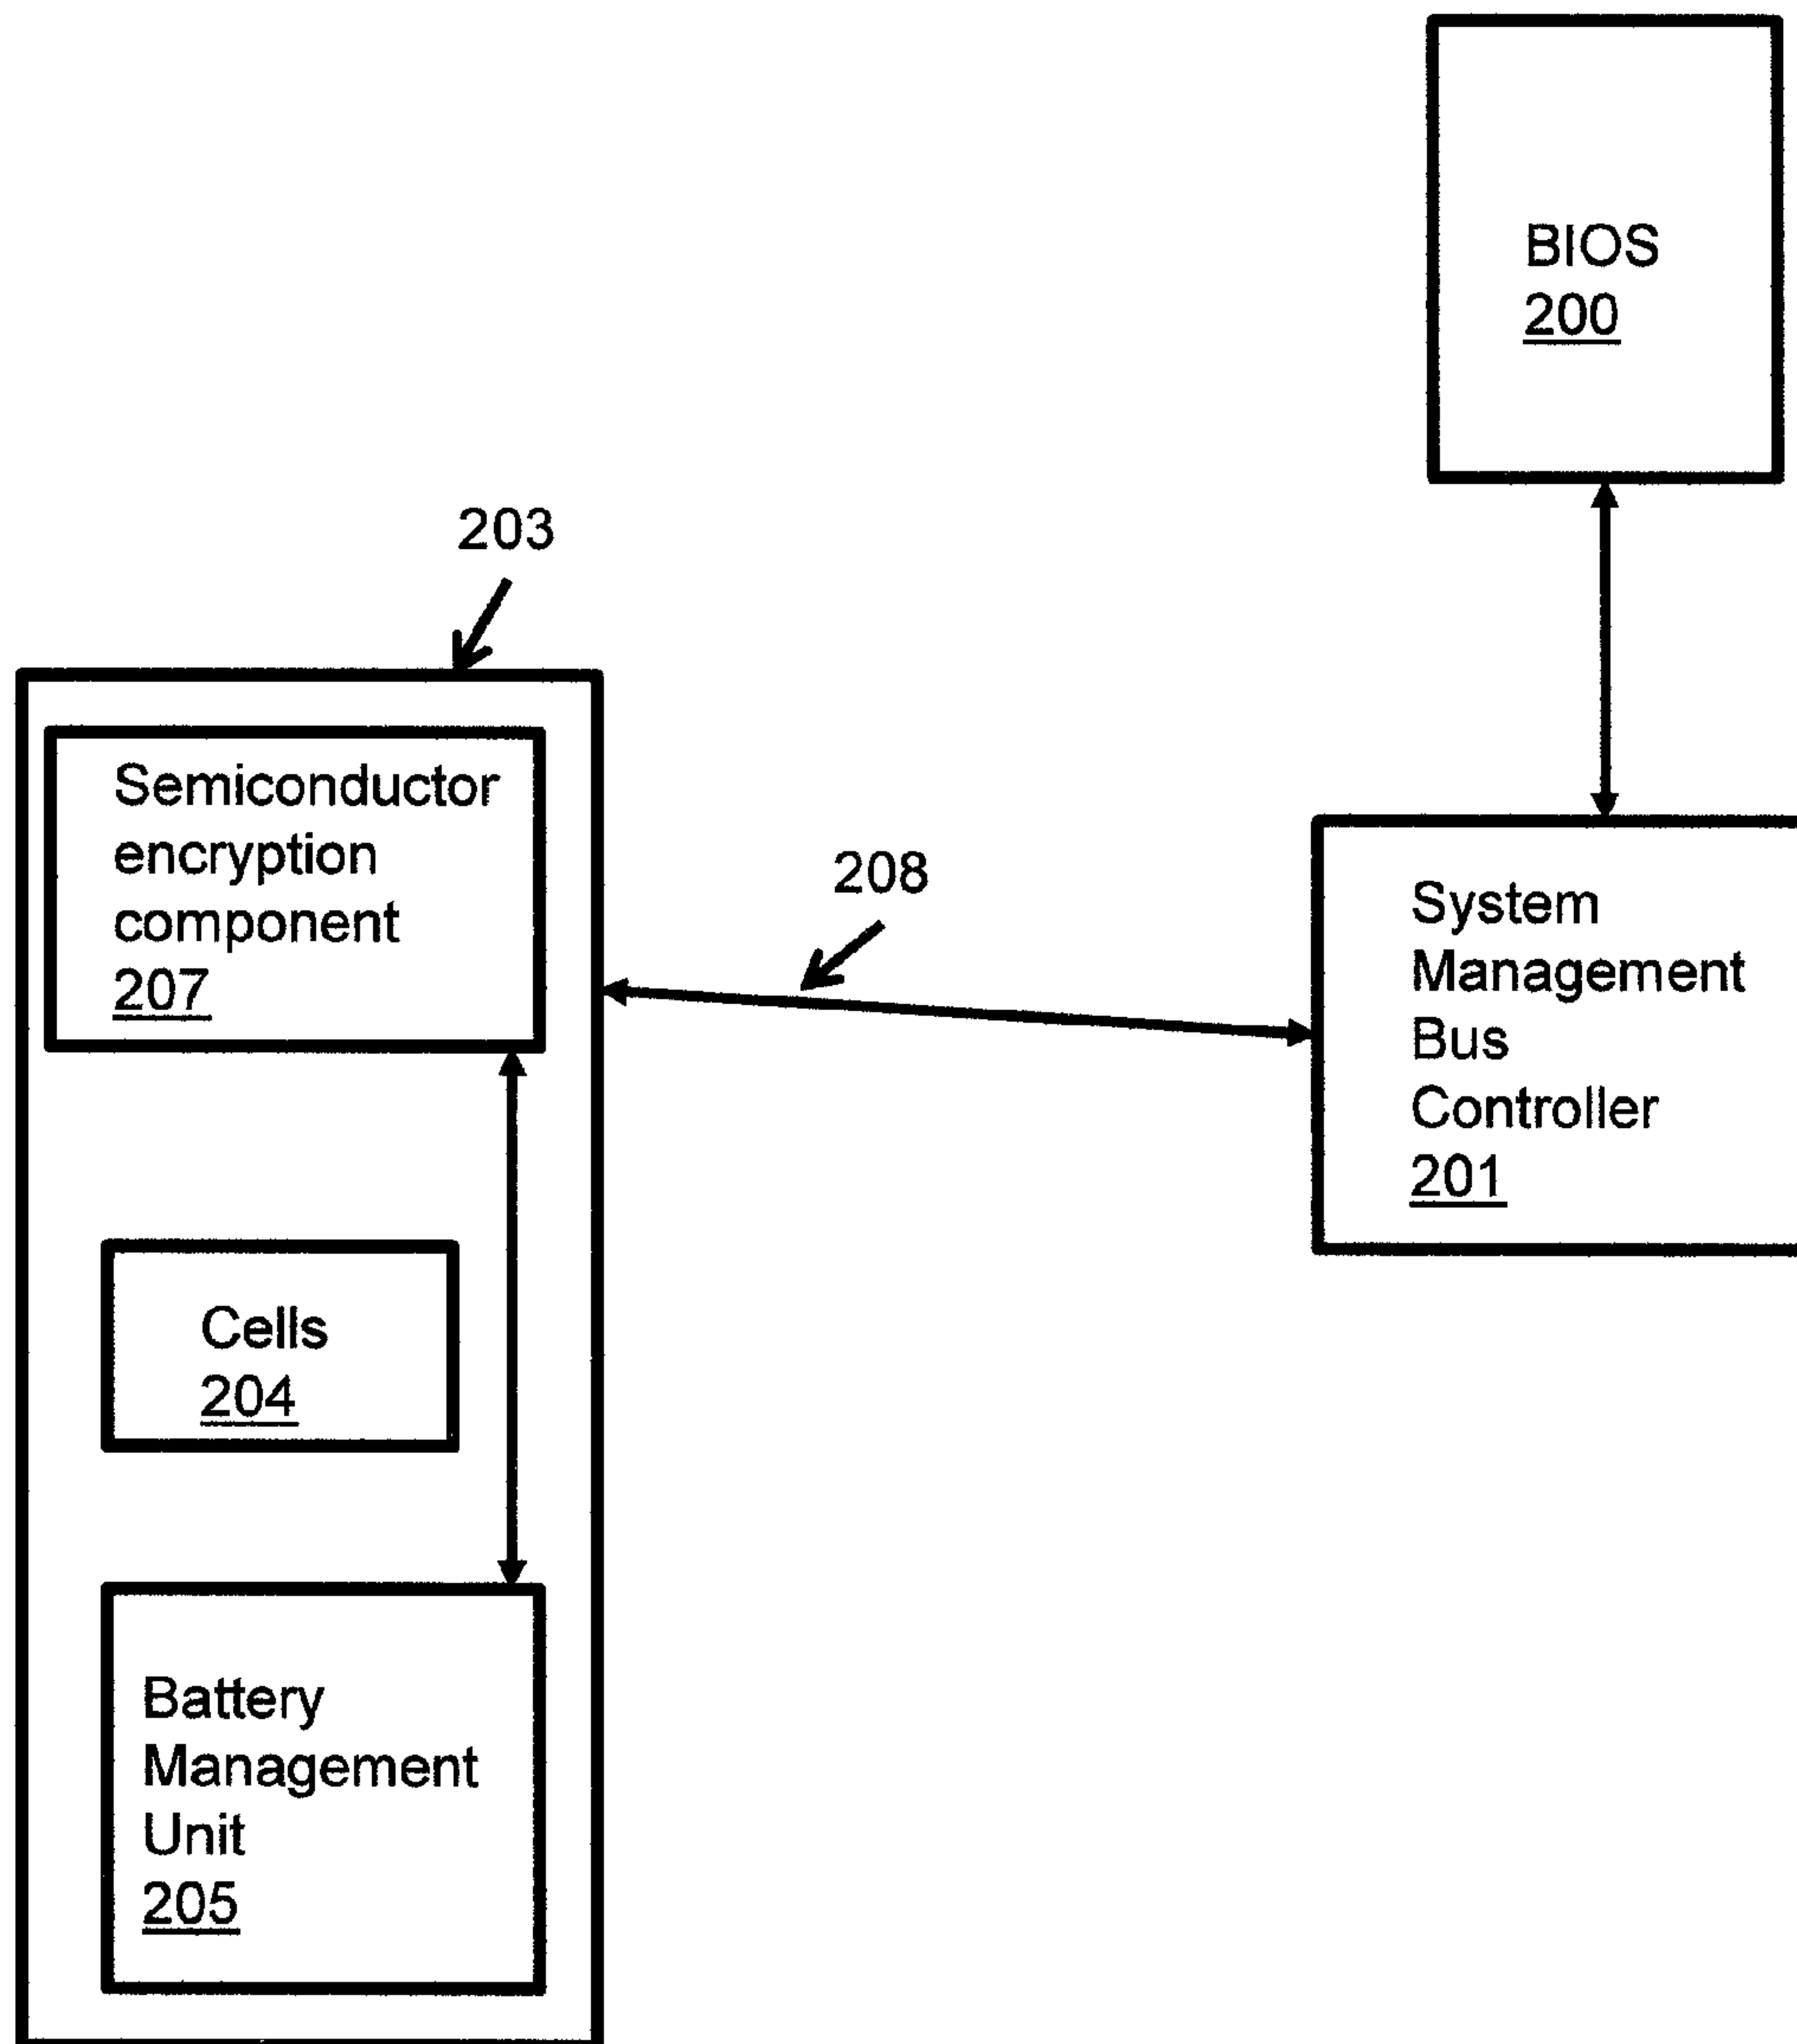 BIOS
200
203
Semiconductor
encryption
component
207
208
System
Management
Bus
Controller
201
Cells
204
Battery
Management
Unit
205